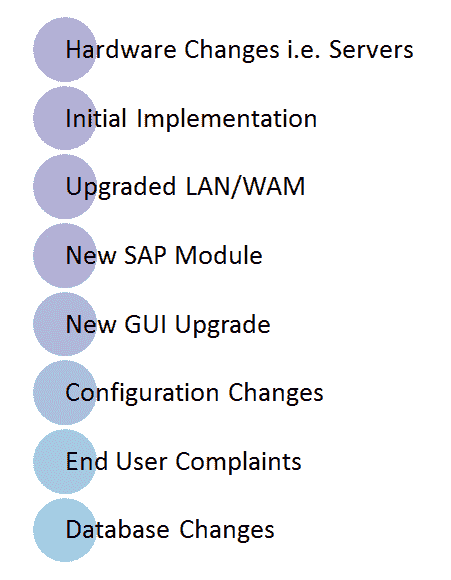 Hardware Changes i.e. Servers
Initial Implementation
Upgraded LAN/WAM
New SAP Module
New GUI Upgrade
Configuration Changes
End User Complaints
Database Changes